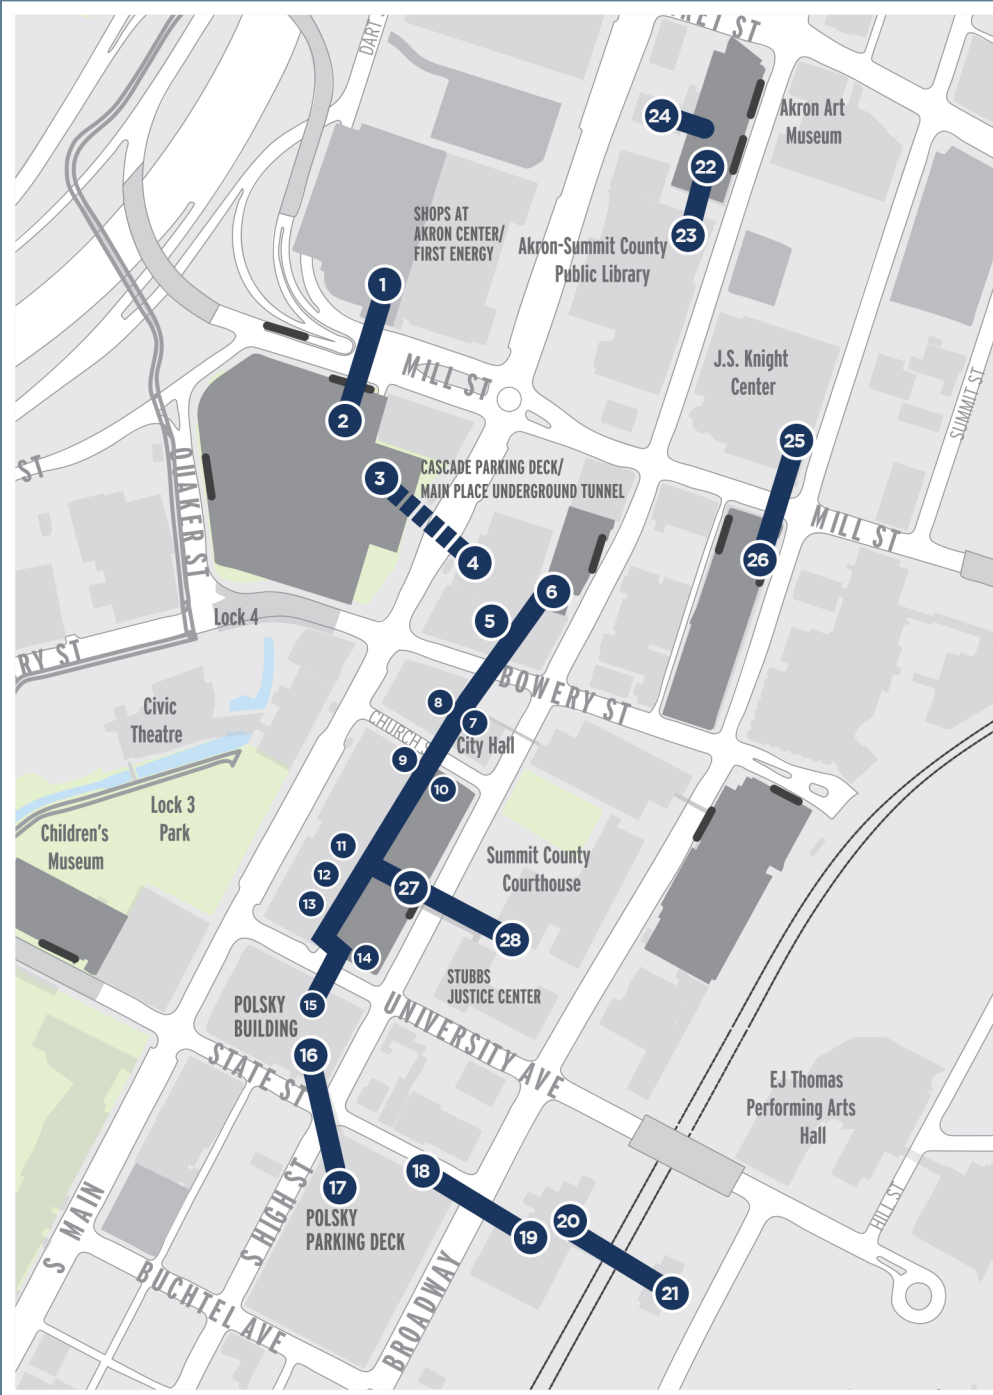 DART
24
Akron Art
Museum
22
SHOPS AT
AKRON CENTER/
FIRST ENERGY
23
Akron-Summit County
Public Library
1
MILL ST
J.S. Knight
Center
SUMMIT ST
2
25
ST
QUAKER ST
3
CASCADE PARKING DECK/
MAIN PLACE UNDERGROUND TUNNEL
MILL ST
4
26
6
Lock 4
5
RY ST
BOWERY ST
Civic
Theatre
8
7
CHURCH S
City Hall
9
10
Lock 3
Park
Children's
Museum
11
Summit County
Courthouse
12
27
13
28
14
STUBBS
JUSTICE CENTER
15
POLSKY
BUILDING
UNIVERSITY AVE
16
STATE ST
EJ Thomas
Performing Arts
Hall
18
17
HILL ST
S MAIN
S HIGH ST
POLSKY
PARKING DECK
20
19
21
BUCHTEL AVE
BROADWAY